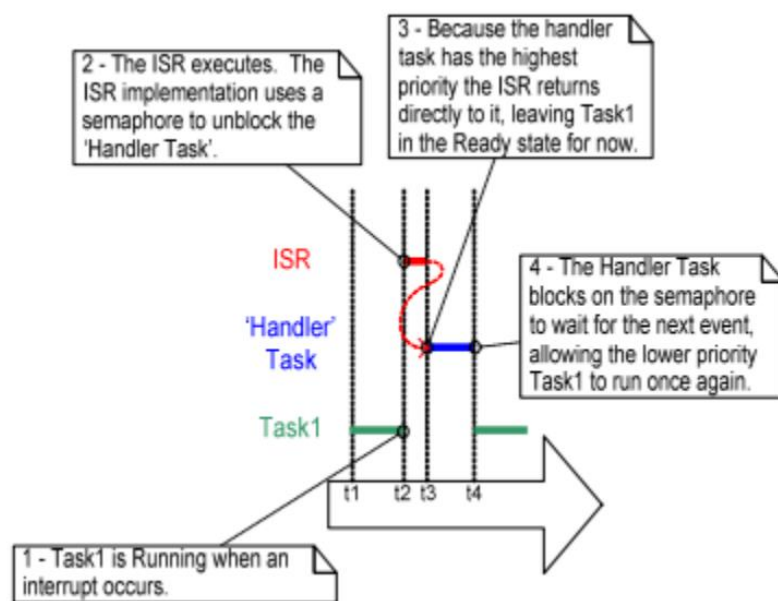 3 - Because the handler
task has the highest
priority the ISR returns
directly to it, leaving Task1
in the Ready state for now.
2 - The ISR executes. The
ISR implementation uses a
semaphore to unblock the
'Handler Task'.
ISR
'Handler'
Task
4 - The Handler Task
blocks on the semaphore
to wait for the next event,
allowing the lower priority
Task1 to run once again.
Task1
t1 t2 t3 t4
1 - Task1 is Running when an
interrupt occurs.